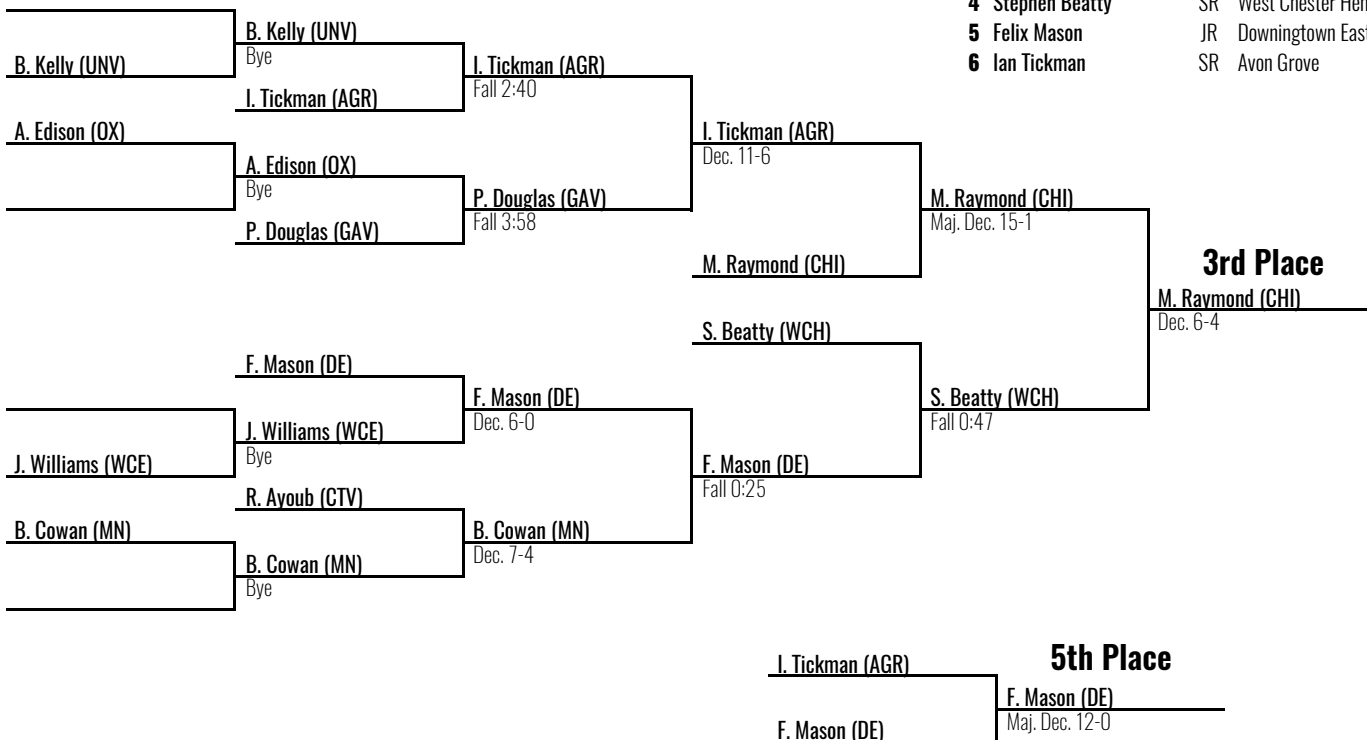 4 Stephen Beatty SR West Chester
5 Felix Mason JR Downingtown East
6 Ian Tickman SR Avon Grove
B. Kelly (UNV)
B. Kelly (UNV)
Bye
I. Tickman (AGR)
I. Tickman (AGR)
Fall 2:40
A. Edison (OX)
A. Edison (OX)
Bye
P. Douglas (GAV)
P. Douglas (GAV)
Fall 3:58
I. Tickman (AGR)
Dec. 11-6
M. Raymond (CHI)
M. Raymond (CHI)
Maj. Dec. 15-1
3rd Place
M. Raymond (CHI)
Dec. 6-4
S. Beatty (WCH)
F. Mason (DE)
F. Mason (DE)
Dec. 6-0
S. Beatty (WCH)
Fall 0:47
J. Williams (WCE)
J. Williams (WCE)
Bye
F. Mason (DE)
Fall 0:25
R. Ayoub (CTV)
B. Cowan (MN)
B. Cowan (MN)
Dec. 7-4
B. Cowan (MN)
Bye
5th Place
I. Tickman (AGR)
F. Mason (DE)
Maj. Dec. 12-0
F. Mason (DE)